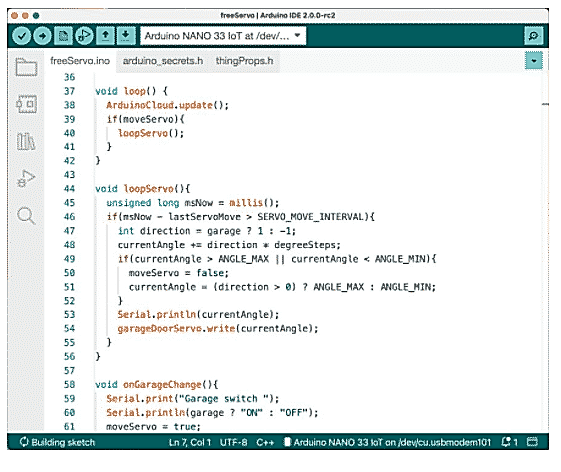 freeServo | Arduino IDE 2.0.0-rc2
Arduino NANO 33 IoT at /dev/...
freeServo.ino arduino_secrets.h thingProps.h
36
37 void loop() {
38 ArduinoCloud.update();
39 if(moveServo){
40 loopServo();
41 }
42 }
43
44 void loopServo(){
45 unsigned long msNow = millis();
46 if(msNow - lastServoMove > SERVO_MOVE_INTERVAL){
47 int direction = garage ? 1 : -1;
48 currentAngle += direction * degreeSteps;
49 if(currentAngle > ANGLE_MAX || currentAngle < ANGLE_MIN){
50 moveServo = false;
51 currentAngle = (direction > 0) ? ANGLE_MAX : ANGLE_MIN;
52 }
53 Serial.println(currentAngle);
54 garageDoorServo.write(currentAngle);
55 }
56 }
57
58 void onGarageChange(){
59 Serial.print("Garage switch ");
60 Serial.println(garage ? "ON" : "OFF");
61 moveServo = true;
Building sketch Ln 7, Col 1 UTF-8 C++ Arduino NANO 33 IoT on /dev/cu.usbmodem101 1